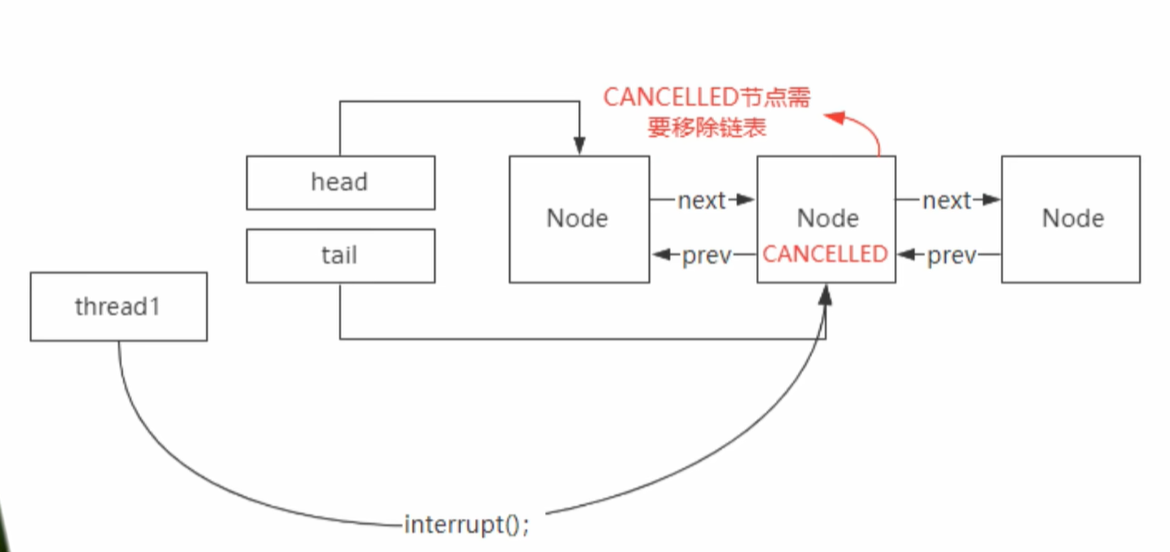 CANCELLED节点需
要移除链表
head
Node
next
prev
Node
CANCELLED
next
prev
Node
tail
thread1
interrupt();